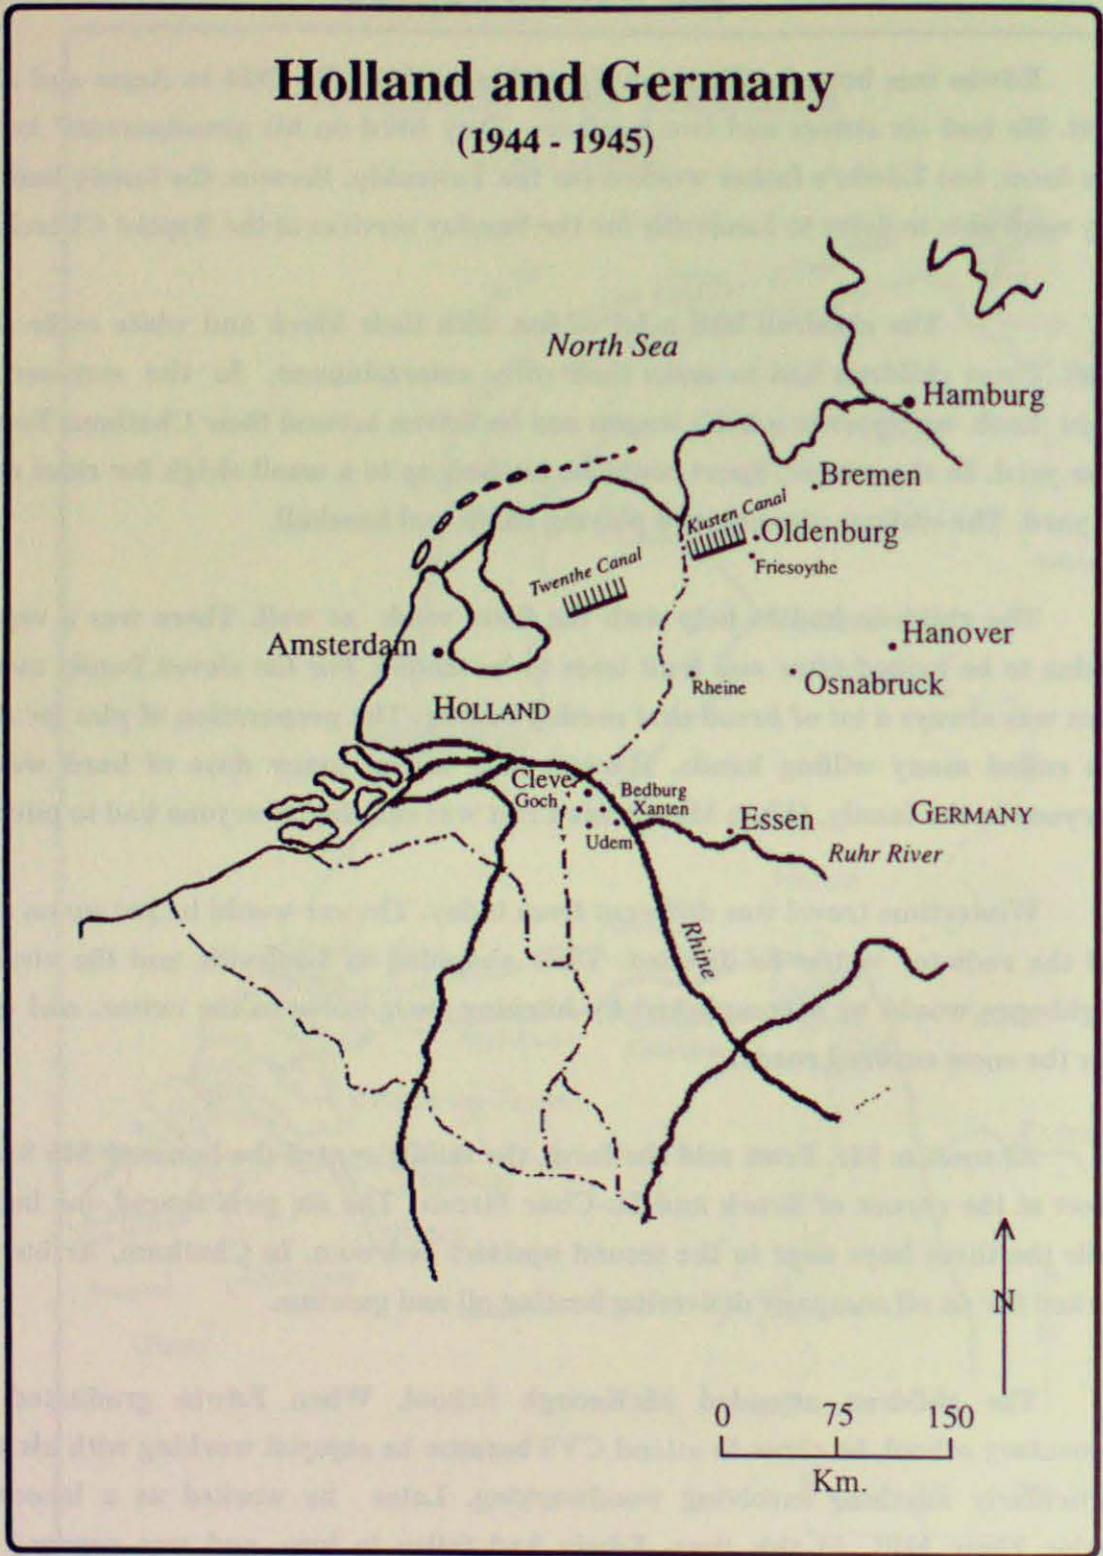 Holland and Germany
(1944 - 1945)
North Sea
Hamburg
Bremen
Kusten Canal
Oldenburg
Friesoythe
Twenthe Canal
Amsterdam
Hanover
Rheine
Osnabruck
HOLLAND
Cleve
Bedburg
Goch
Xanten
Udem
Essen
GERMANY
Ruhr River
Rhine
N
0 75 150
Km.